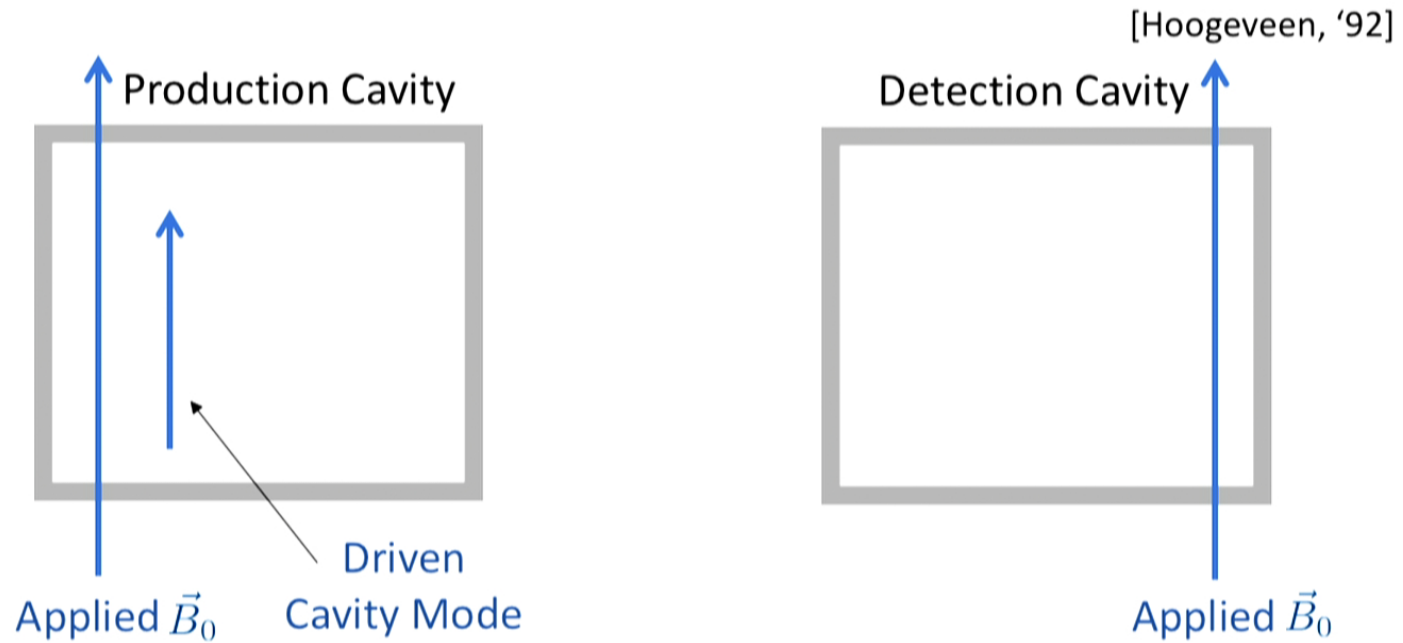 [Hoogeveen, ‘92]
Production Cavity
Detection Cavity
Driven
Cavity Mode
Applied $\vec{B}_0$
Applied $\vec{B}_0$